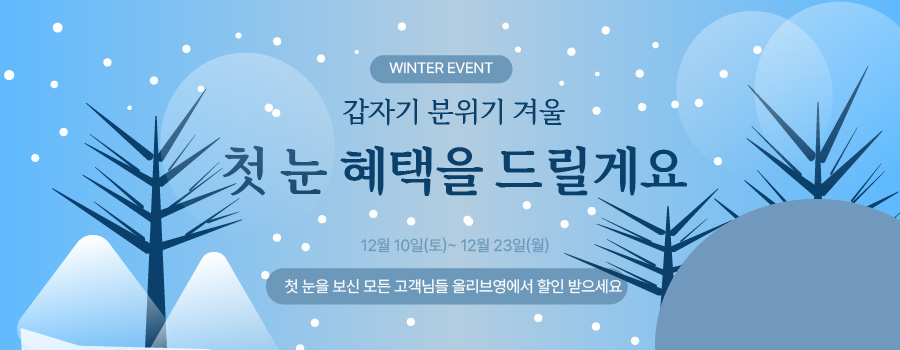 WINTER EVENT
갑자기 분위기 겨울
첫 눈 혜택을 드릴게요
12월 10일(토)~ 12월 23일(월)
첫 눈을 보신 모든 고객님들 올리브영에서 할인 받으세요